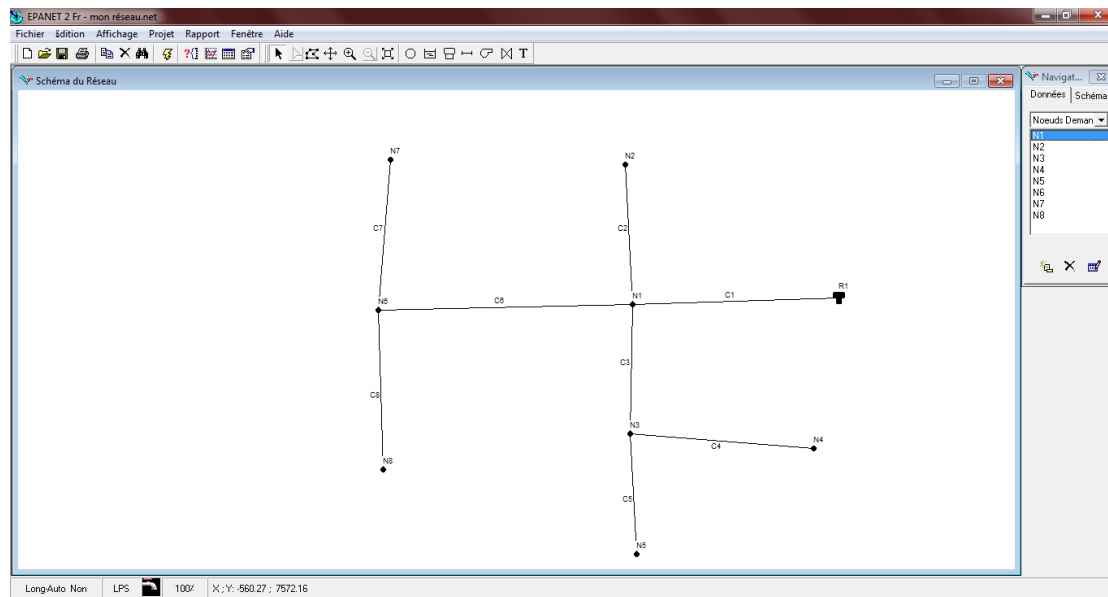 EPANET 2 Fr - mon réseau.net
Fichier Edition Affichage Projet Rapport Fenêtre Aide
T
Schéma du Réseau
Navigat...
Données Schéma
Noeuds Deman
N1
N2
N3
N4
N5
N6
N7
N8
N7
N2
C7
C2
R1
N6
C6
N1
C1
C3
C8
N3
N4
C4
N8
C5
N5
Long-Auto Non LPS 100% X ; Y: -560.27 ; 7572.16